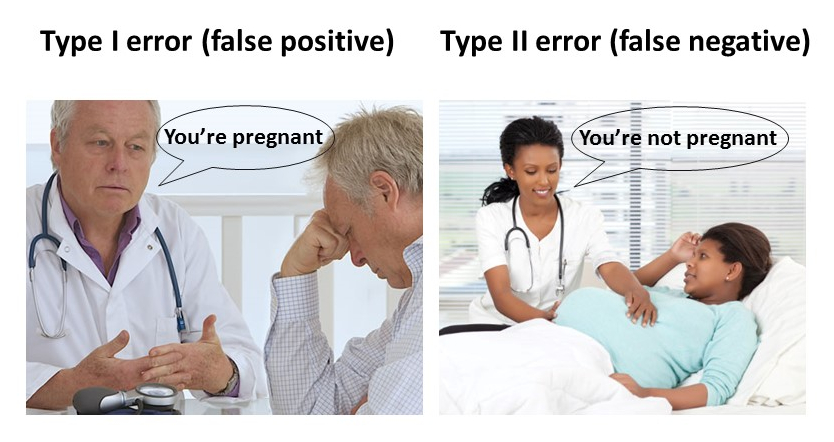 Type I error (false positive)
Type II error (false negative)
You're pregnant
You're not pregnant